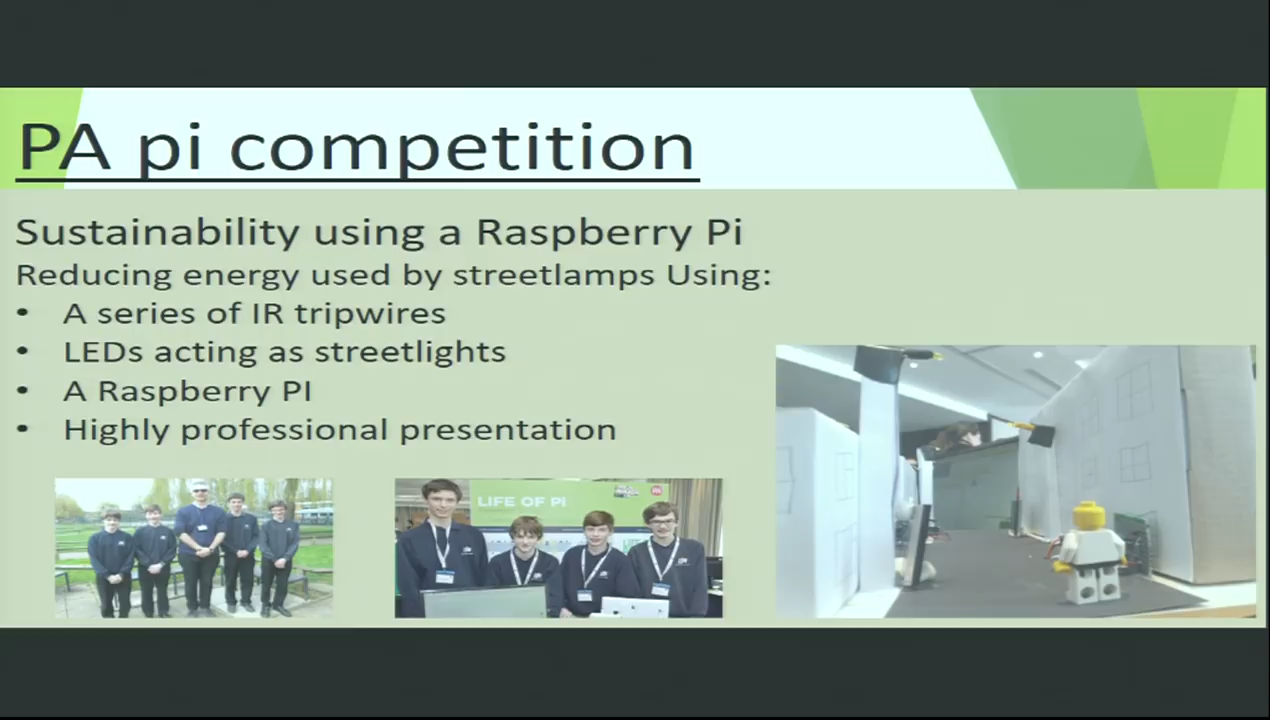 PA pi competition
Sustainability using a Raspberry Pi
Reducing energy used by streetlamps Using:
• A series of IR tripwires
• LEDs acting as streetlights
• A Raspberry PI
• Highly professional presentation
LIFE OF PI